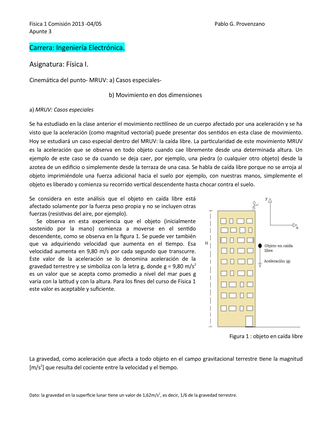 Física 1 Comisión 2013 -04/05 Pablo G. Provenzano
Apunte 3
Carrera: Ingeniería Electrónica.
Asignatura: Física I.
Cinemática del punto- MRUV: a) Casos especiales-
b) Movimiento en dos dimensiones
a) MRUV: Casos especiales
Se ha estudiado en la clase anterior el movimiento rectilíneo de un cuerpo afectado por una aceleración y se ha
visto que la aceleración (como magnitud vectorial) puede presentar dos sentidos en esta clase de movimiento.
Hoy se estudiará un caso especial dentro del MRUV: la caída libre. La particularidad de este movimiento MRUV
es la aceleración que se observa en todo objeto cuando cae libremente desde una determinada altura. Un
ejemplo de este caso se da cuando se deja caer, por ejemplo, una piedra (o cualquier otro objeto) desde la
azotea de un edificio o simplemente desde la terraza de una casa. Se habla de caída libre porque no se arroja al
objeto imprimiéndole una fuerza adicional hacia el suelo por ejemplo, con nuestras manos, simplemente el
objeto es liberado y comienza su recorrido vertical descendente hasta chocar contra el suelo.
Se considera en este análisis que el objeto en caída libre está
afectado solamente por la fuerza peso propia y no se incluyen otras
fuerzas (resistivas del aire, por ejemplo).
Se observa en esta experiencia que el objeto (inicialmente
sostenido por la mano) comienza a moverse en el sentido
descendente, como se observa en la figura 1. Se puede ver también
que va adquiriendo velocidad que aumenta en el tiempo. Esa
velocidad aumenta en 9,80 m/s por cada segundo que transcurre.
Este valor de la aceleración se lo denomina aceleración de la
gravedad terrestre y se simboliza con la letra g. donde g = 9,80 m/s²
es un valor que se acepta como promedio a nivel del mar pues g
varía con la latitud y con la altura. Para los fines del curso de Física 1
este valor es aceptable y suficiente.
y
x
H
Objeto en caída
libre
Aceleración: g
Figura 1 : objeto en caída libre
La gravedad, como aceleración que afecta a todo objeto en el campo gravitacional terrestre tiene la magnitud
[m/s²] que resulta del cociente entre la velocidad y el tiempo.
Dato: la gravedad en la superficie lunar tiene un valor de 1,62m/s², es decir, 1/6 de la gravedad terrestre.